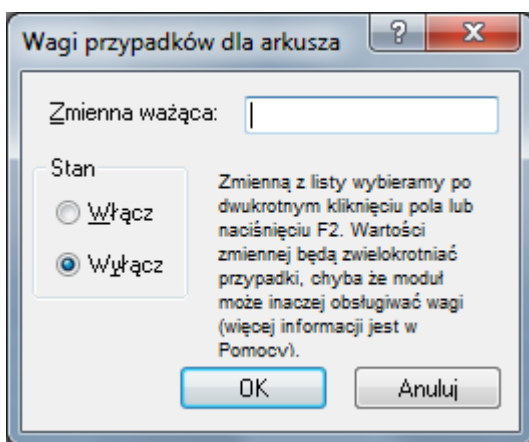 Wagi przypadków dla arkusza
?
X
Zmienna ważąca:
Stan
Włącz
Wyłącz
Zmienną z listy wybieramy po
dwukrotnym kliknięciu pola lub
naciśnięciu F2. Wartości
zmiennej będą zwielokrotniać
przypadki, chyba że moduł
może inaczej obsługiwać wagi
(więcej informacji jest w
Pomocy).
OK
Anuluj